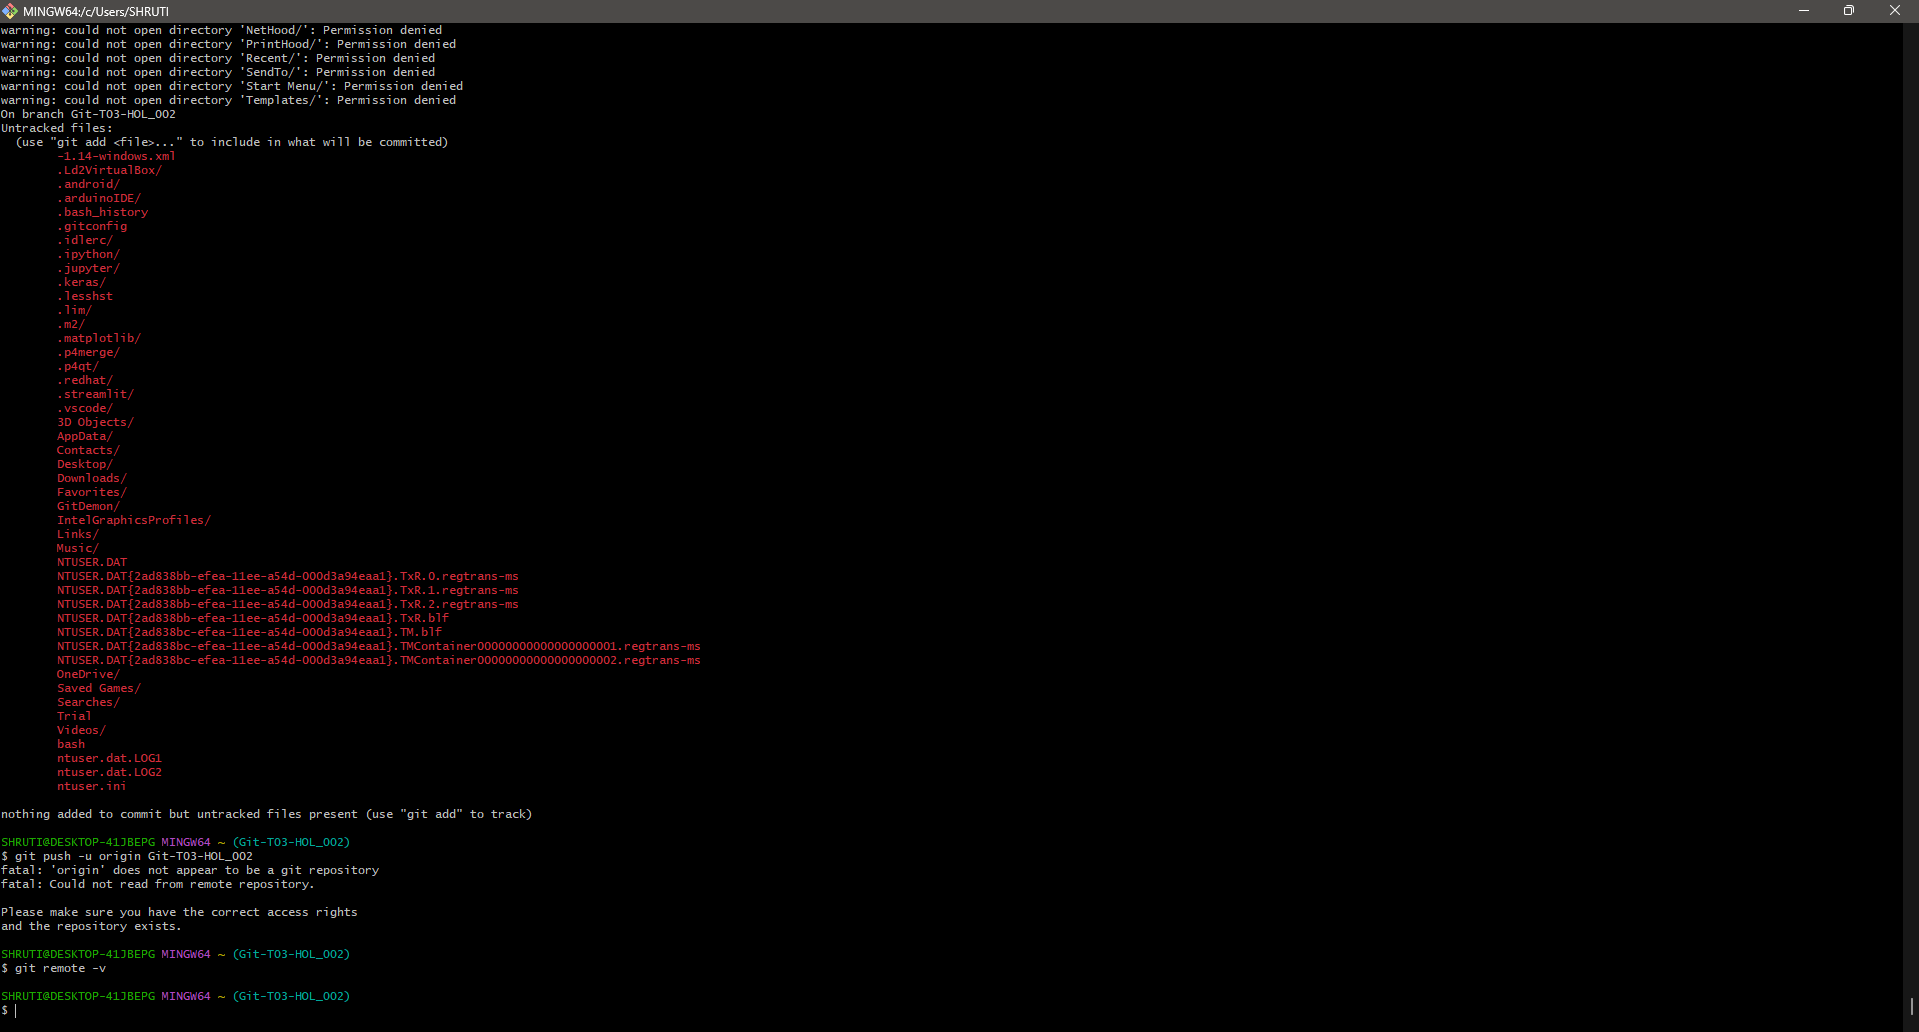 MINGW64:/c/Users/SHRUTI
warning: could not open directory 'NetHood/': Permission denied
warning: could not open directory 'PrintHood/': Permission denied
warning: could not open directory 'Recent/': Permission denied
warning: could not open directory 'SendTo/': Permission denied
warning: could not open directory 'Start Menu/': Permission denied
warning: could not open directory 'Templates/': Permission denied
On branch Git-T03-HOL_002
Untracked files:
  (use "git add <file>..." to include in what will be committed)
        -1.14-windows.xml
        .Ld2VirtualBox/
        .android/
        .arduinoIDE/
        .bash_history
        .gitconfig
        .idlerc/
        .ipython/
        .jupyter/
        .keras/
        .lesshst
        .lim/
        .m2/
        .matplotlib/
        .p4merge/
        .p4qt/
        .redhat/
        .streamlit/
        .vscode/
        3D Objects/
        AppData/
        Contacts/
        Desktop/
        Downloads/
        Favorites/
        GitDemon/
        IntelGraphicsProfiles/
        Links/
        Music/
        NTUSER.DAT
        NTUSER.DAT{2ad838bb-efea-11ee-a54d-000d3a94eaa1}.TxR.0.regtrans-ms
        NTUSER.DAT{2ad838bb-efea-11ee-a54d-000d3a94eaa1}.TxR.1.regtrans-ms
        NTUSER.DAT{2ad838bb-efea-11ee-a54d-000d3a94eaa1}.TxR.2.regtrans-ms
        NTUSER.DAT{2ad838bb-efea-11ee-a54d-000d3a94eaa1}.TxR.blf
        NTUSER.DAT{2ad838bc-efea-11ee-a54d-000d3a94eaa1}.TM.blf
        NTUSER.DAT{2ad838bc-efea-11ee-a54d-000d3a94eaa1}.TMContainer00000000000000000001.regtrans-ms
        NTUSER.DAT{2ad838bc-efea-11ee-a54d-000d3a94eaa1}.TMContainer00000000000000000002.regtrans-ms
        OneDrive/
        Saved Games/
        Searches/
        Trial
        Videos/
        bash
        ntuser.dat.LOG1
        ntuser.dat.LOG2
        ntuser.ini
nothing added to commit but untracked files present (use "git add" to track)
SHRUTI@DESKTOP-41JBEPG MINGW64 ~ (Git-T03-HOL_002)
$ git push -u origin Git-T03-HOL_002
fatal: 'origin' does not appear to be a git repository
fatal: Could not read from remote repository.
Please make sure you have the correct access rights
and the repository exists.
SHRUTI@DESKTOP-41JBEPG MINGW64 ~ (Git-T03-HOL_002)
$ git remote -v
SHRUTI@DESKTOP-41JBEPG MINGW64 ~ (Git-T03-HOL_002)
$